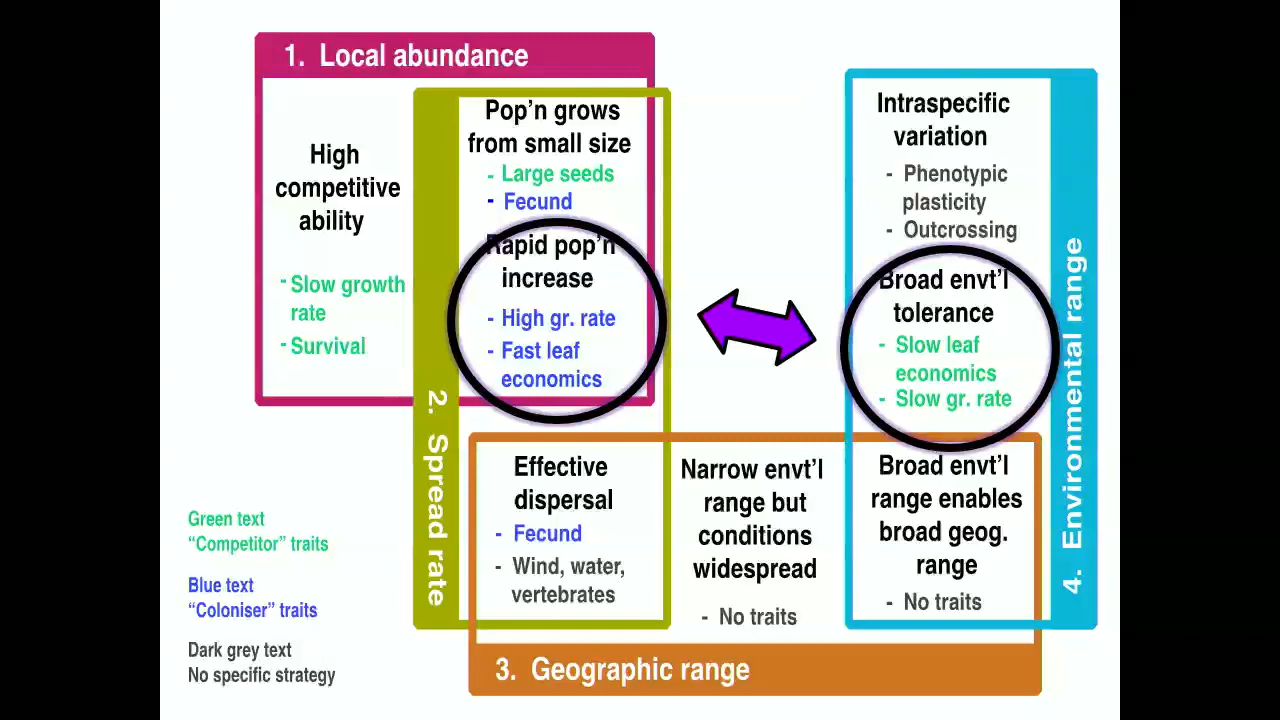 1. Local abundance
High
competitive
ability
- Slow growth
rate
- Survival
2. Spread rate
Pop’n grows
from small size
- Large seeds
- Fecund
Rapid pop’n
increase
- High gr. rate
- Fast leaf
economics
Effective
dispersal
- Fecund
- Wind, water,
vertebrates
Narrow envt’l
range but
conditions
widespread
- No traits
3. Geographic range
Intraspecific
variation
- Phenotypic
plasticity
- Outcrossing
Broad envt’l
tolerance
- Slow leaf
economics
- Slow gr. rate
Broad envt’l
range enables
broad geog.
range
- No traits
4. Environmental range
Green text
“Competitor” traits
Blue text
“Coloniser” traits
Dark grey text
No specific strategy